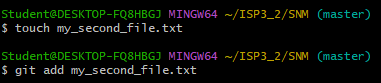 Student@DESKTOP-FQ8HBGJ MINGW64 ~/ISP3_2/SNM (master)
$ touch my_second_file.txt
Student@DESKTOP-FQ8HBGJ MINGW64 ~/ISP3_2/SNM (master)
$ git add my_second_file.txt